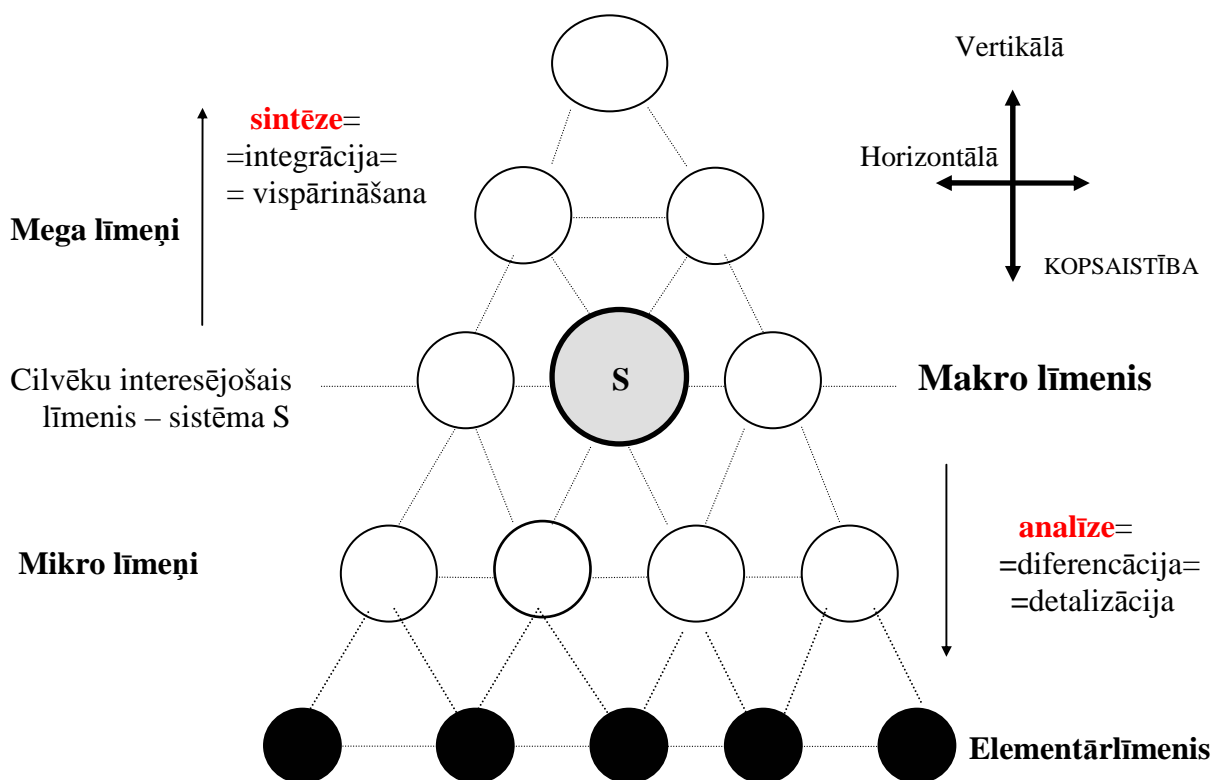 Vertikālā
sintēze=
=integrācija=
= vispārināšana
Horizontālā
Mega līmeņi
KOPSAISTĪBA
Cilvēku interesējošais
līmenis – sistēma S
S
Makro līmenis
Mikro līmeņi
analīze=
=diferencācija=
=detalizācija
Elementārlīmenis